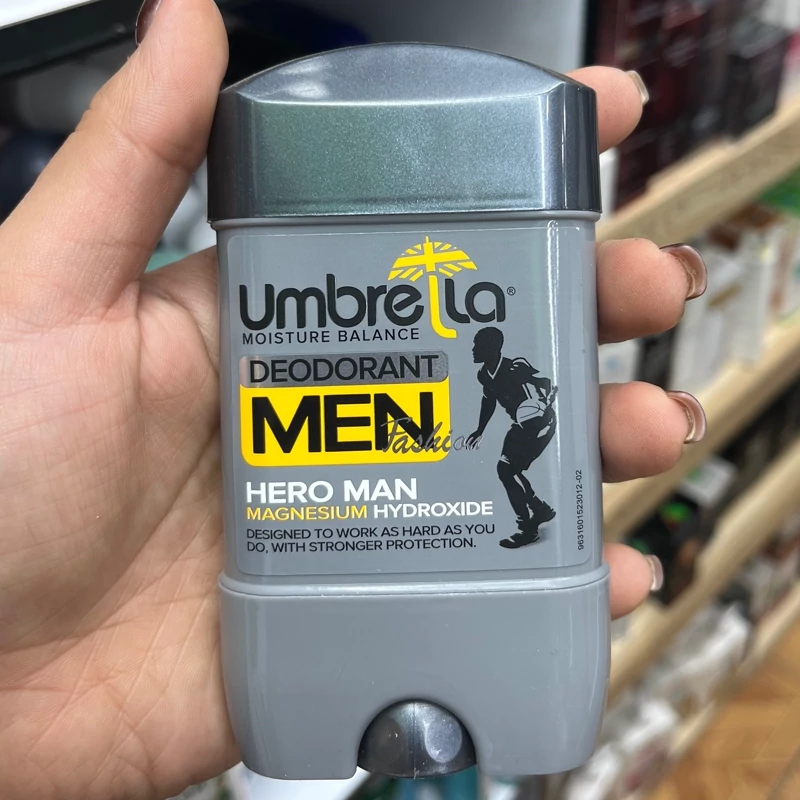 Umbrella®
MOISTURE BALANCE
DEODORANT
MEN
Fashion
HERO MAN
MAGNESIUM HYDROXIDE
DESIGNED TO WORK AS HARD AS YOU
DO, WITH STRONGER PROTECTION.
9631601523012-02